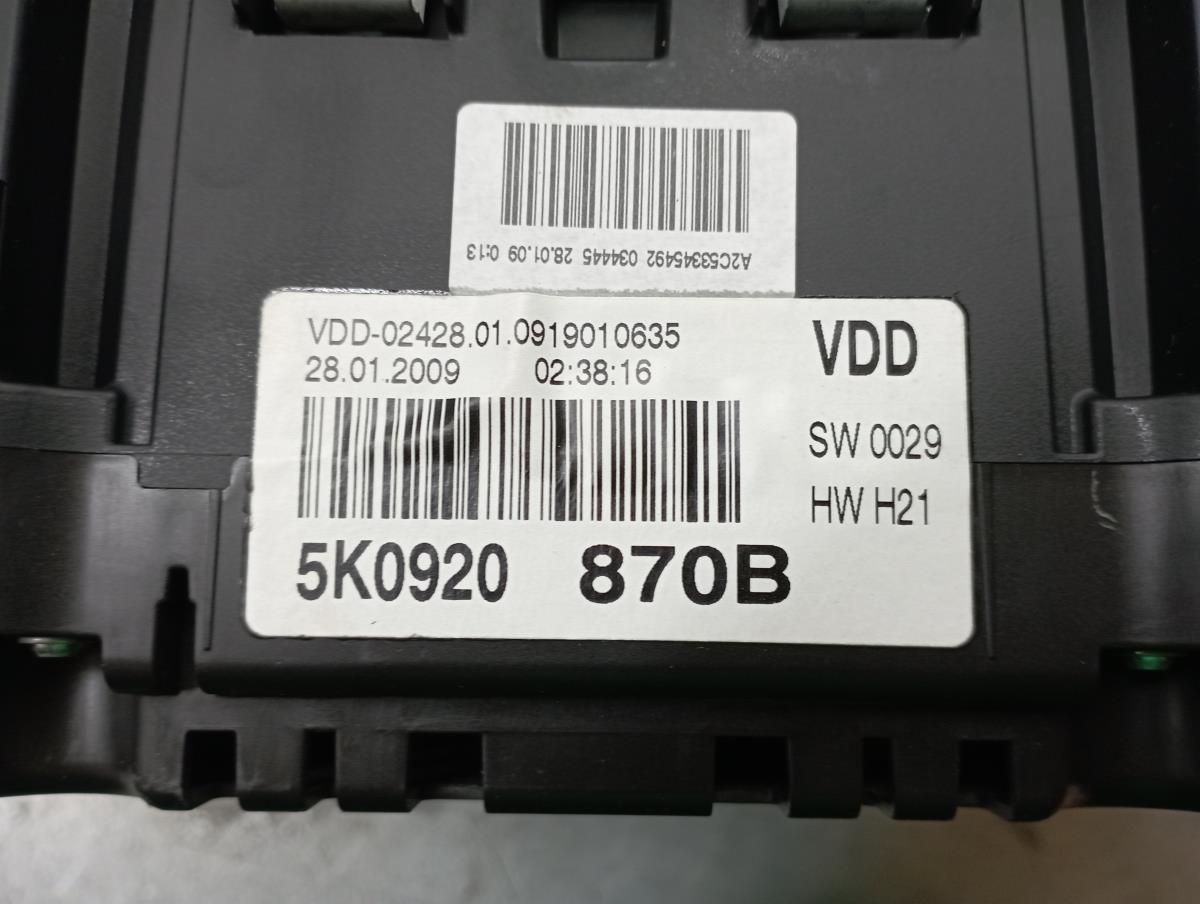 A2C53345492 034445 28.01.09 0:13
VDD-02428.01.0919010635
28.01.2009 02:38:16
VDD
SW 0029
HW H21
5K0920 870B